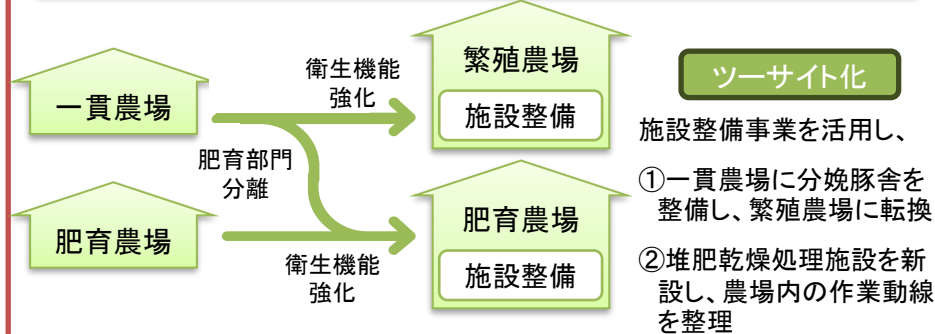 一貫農場
衛生機能
強化
繁殖農場
施設整備
肥育部門
分離
肥育農場
衛生機能
強化
肥育農場
施設整備
ツーサイト化
施設整備事業を活用し、
①一貫農場に分娩豚舎を
整備し、繁殖農場に転換
②堆肥乾燥処理施設を新
設し、農場内の作業動線
を整理